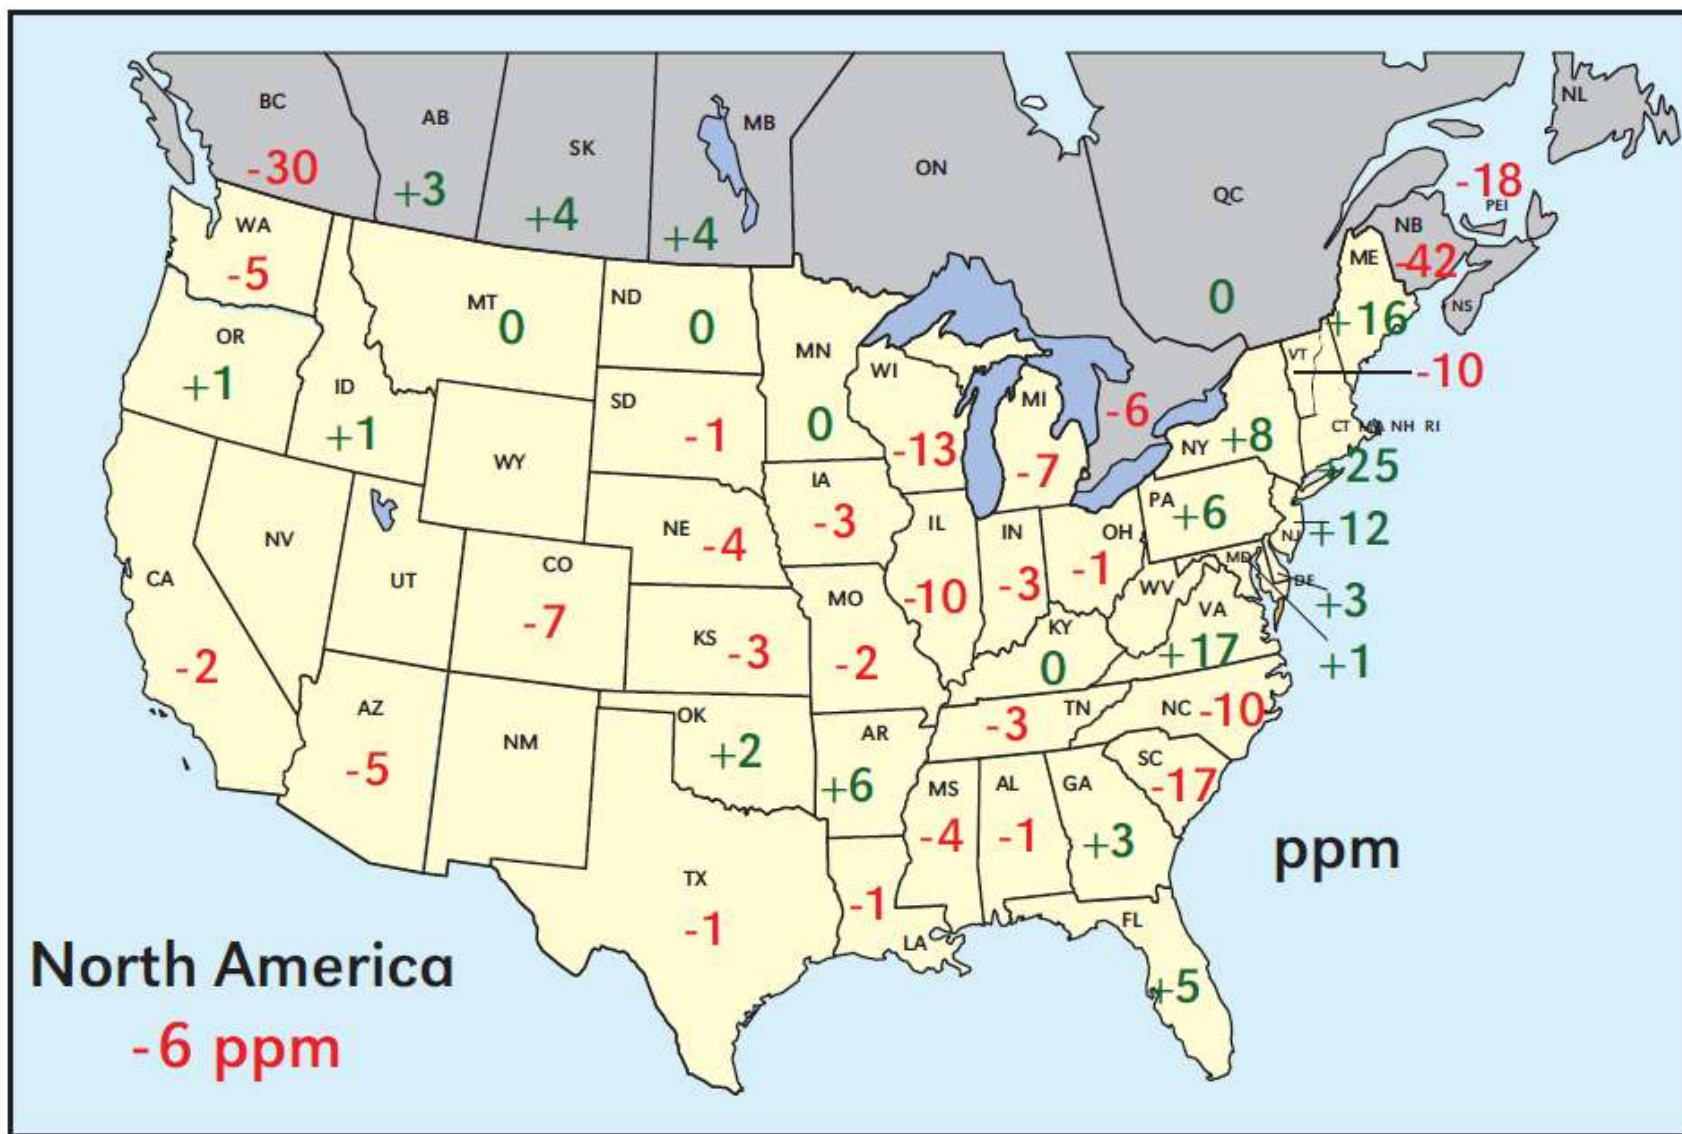 BC
-30
AB
+3
SK
+4
MB
+4
ON
-6
QC
0
NL
-18
PEI
NB
-42
NS
WA
-5
OR
+1
ID
+1
MT
0
ND
0
MN
0
WI
-13
MI
-7
ME
+16
VT
-10
CT MA NH RI
+25
NY
+8
SD
-1
WY
IA
-3
NE
-4
PA
+6
NJ
+12
IL
-10
IN
-3
OH
-1
MD
DE
+3
+1
CA
-2
NV
UT
CO
-7
KS
-3
MO
-2
KY
0
WV
VA
+17
AZ
-5
NM
OK
+2
AR
+6
TN
-3
NC
-10
SC
-17
MS
-4
AL
-1
GA
+3
TX
-1
LA
-1
FL
+5
ppm
North America
-6 ppm